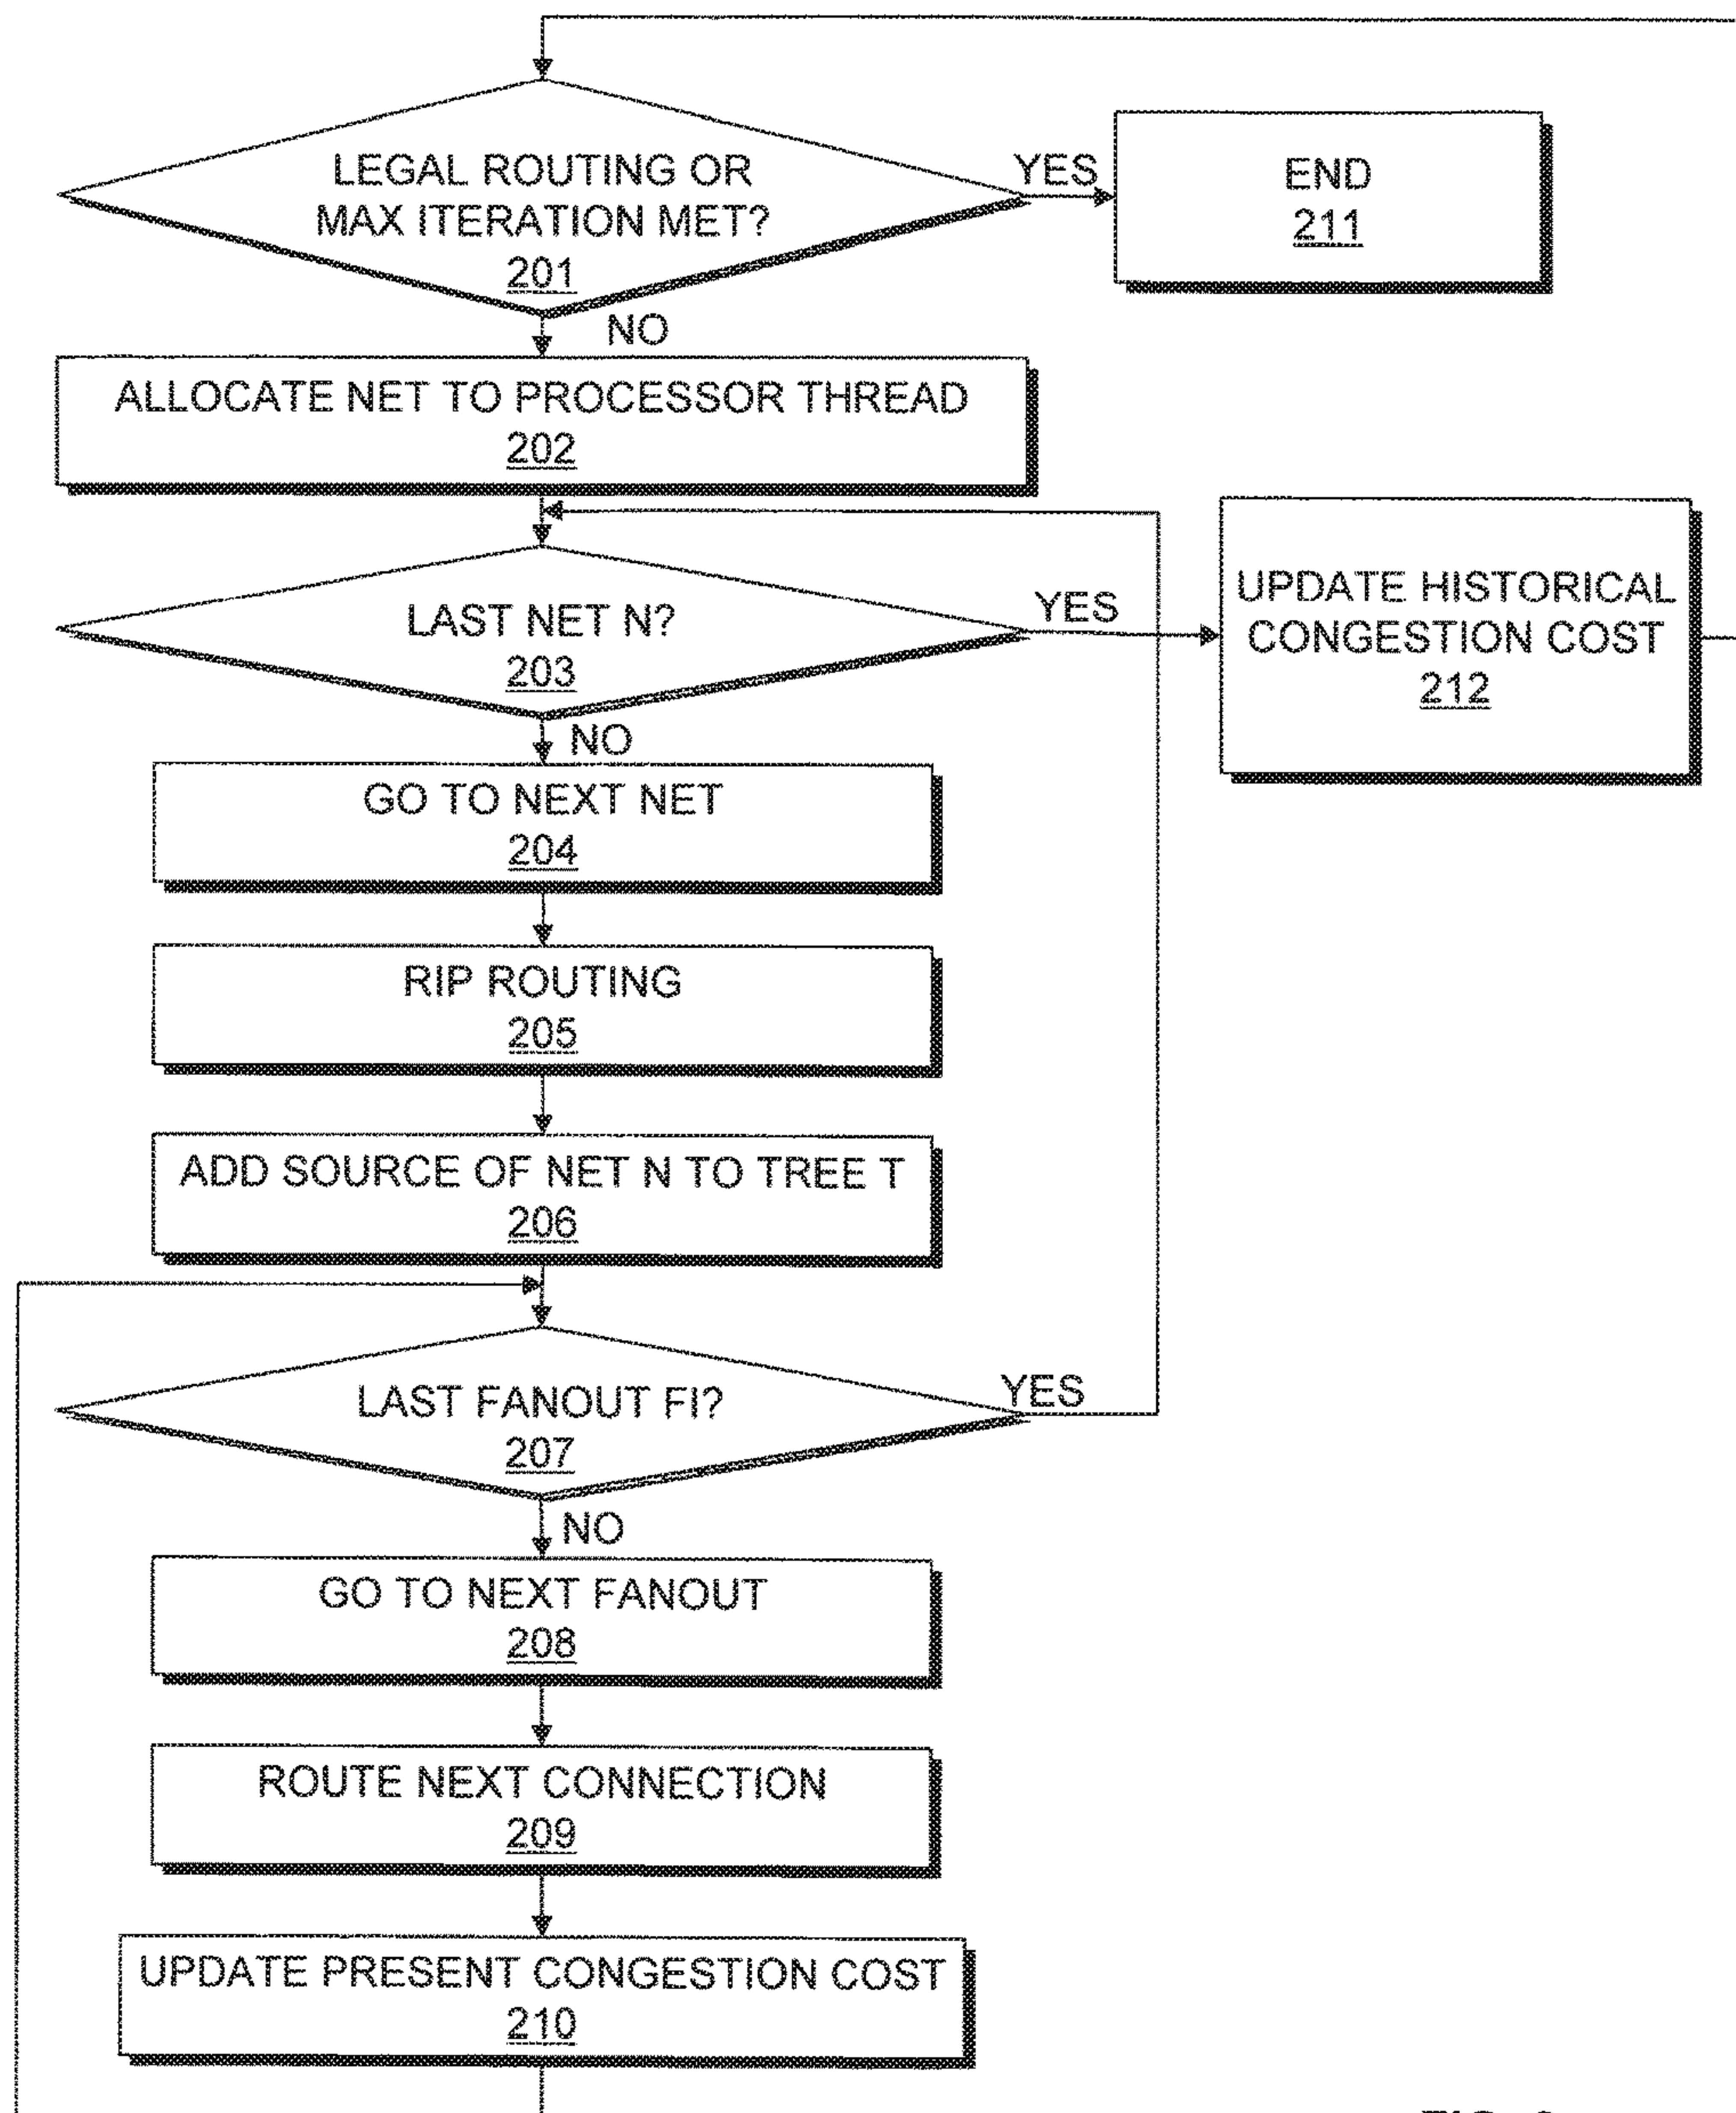 LEGAL ROUTING OR
MAX ITERATION MET?
201
YES
END
211
NO
ALLOCATE NET TO PROCESSOR THREAD
202
LAST NET N?
203
YES
UPDATE HISTORICAL
CONGESTION COST
212
NO
GO TO NEXT NET
204
RIP ROUTING
205
ADD SOURCE OF NET N TO TREE T
206
LAST FANOUT FI?
207
YES
NO
GO TO NEXT FANOUT
208
ROUTE NEXT CONNECTION
209
UPDATE PRESENT CONGESTION COST
210